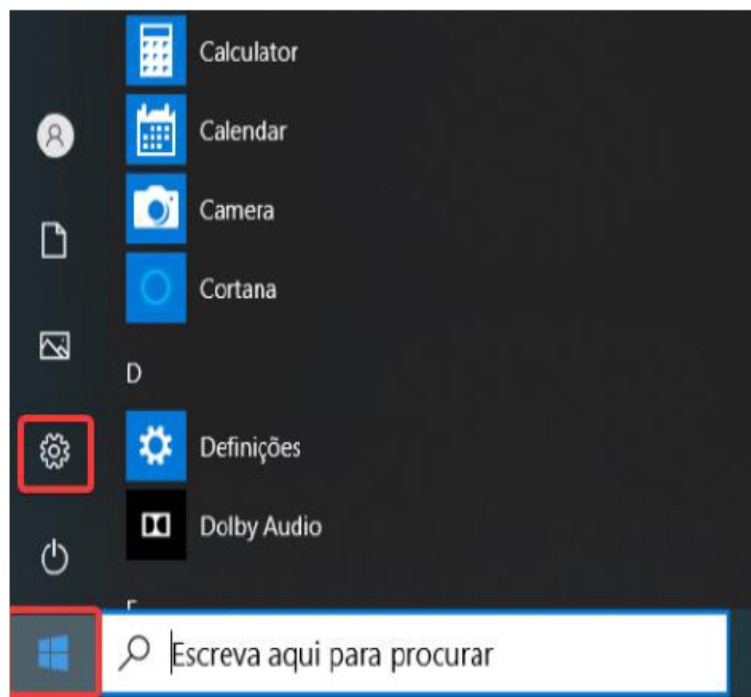 Calculator
Calendar
Camera
Cortana
D
Definições
Dolby Audio
Escreva aqui para procurar